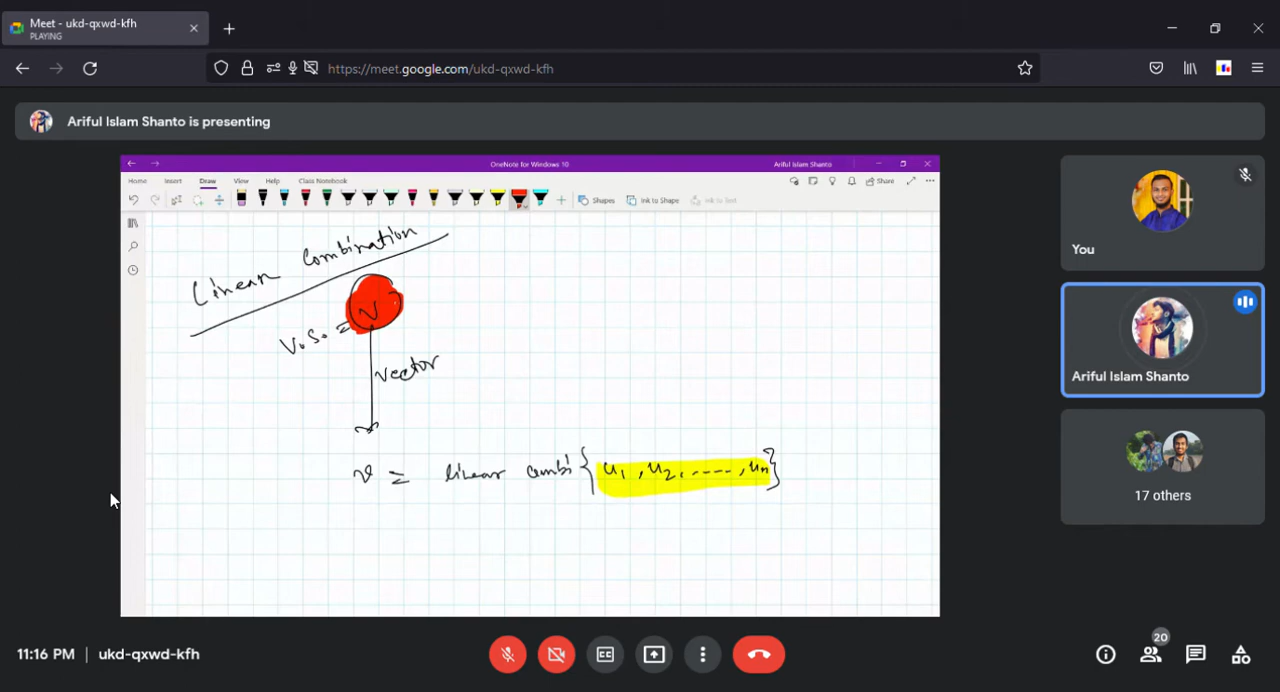 Meet - ukd-qxwd-kfh
PLAYING
https://meet.google.com/ukd-qxwd-kfh
Ariful Islam Shanto is presenting
OneNote for Windows 10
Ariful Islam Shanto
Home Insert Draw View Help Class Notebook
Share
Shapes Ink to Shape Ink to Text
Linear Combination
V.S. = V
vector
v = linear combi {u1, u2, ....., un}
You
Ariful Islam Shanto
17 others
11:16 PM | ukd-qxwd-kfh
CC
20